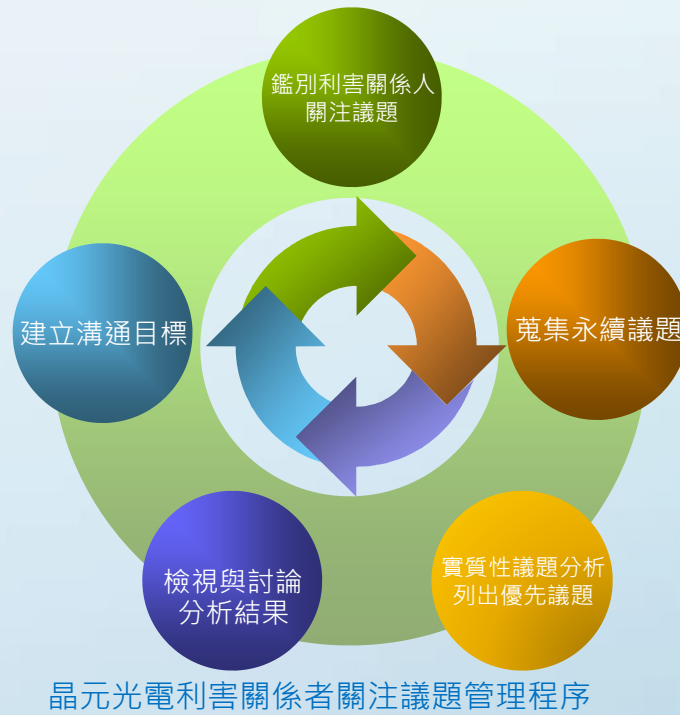 鑑別利害關係人
關注議題
建立溝通目標
蒐集永續議題
檢視與討論
分析結果
實質性議題分析
列出優先議題
晶元光電利害關係者關注議題管理程序